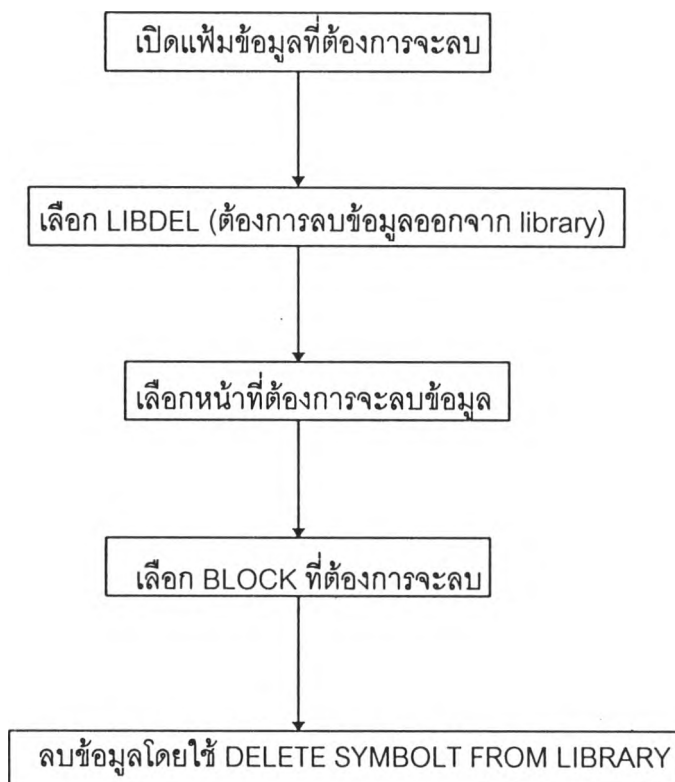 เปิดแฟ้มข้อมูลที่ต้องการจะลบ
เลือก LIBDEL (ต้องการลบข้อมูลออกจาก library)
เลือกหน้าที่ต้องการจะลบข้อมูล
เลือก BLOCK ที่ต้องการจะลบ
ลบข้อมูลโดยใช้ DELETE SYMBOLT FROM LIBRARY